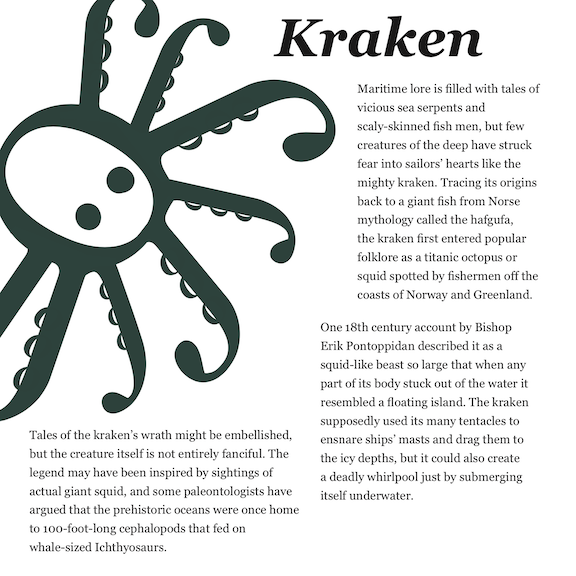 Kraken
Maritime lore is filled with tales of
vicious sea serpents and
scaly-skinned fish men, but few
creatures of the deep have struck
fear into sailors’ hearts like the
mighty kraken. Tracing its origins
back to a giant fish from Norse
mythology called the hafgufa,
the kraken first entered popular
folklore as a titanic octopus or
squid spotted by fishermen off the
coasts of Norway and Greenland.
One 18th century account by Bishop
Erik Pontoppidan described it as a
squid-like beast so large that when any
part of its body stuck out of the water it
resembled a floating island. The kraken
supposedly used its many tentacles to
ensnare ships’ masts and drag them to
the icy depths, but it could also create
a deadly whirlpool just by submerging
itself underwater.
Tales of the kraken’s wrath might be embellished,
but the creature itself is not entirely fanciful. The
legend may have been inspired by sightings of
actual giant squid, and some paleontologists have
argued that the prehistoric oceans were once home
to 100-foot-long cephalopods that fed on
whale-sized Ichthyosaurs.